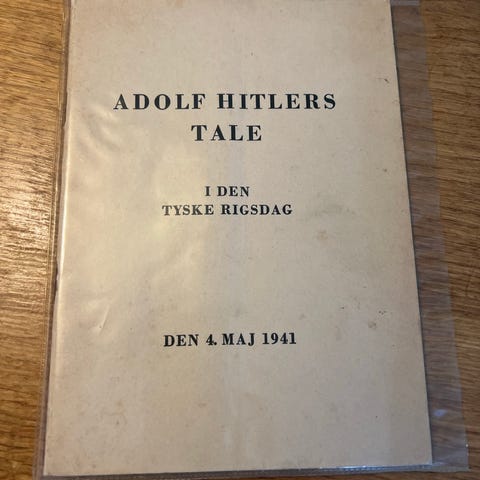 ADOLF HITLERS
TALE
I DEN
TYSKE RIGSDAG
DEN 4. MAJ 1941